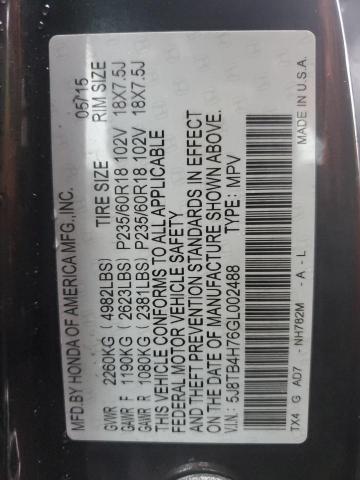 MFD.BY HONDA OF AMERICA MFG.,INC. 05/15
TIRE SIZE RIM SIZE
GVWR 2260KG (4982LBS)
GAWR F 1190KG (2623LBS) P235/60R18 102V 18X7.5J
GAWR R 1080KG (2381LBS) P235/60R18 102V 18X7.5J
THIS VEHICLE CONFORMS TO ALL APPLICABLE
FEDERAL MOTOR VEHICLE SAFETY
AND THEFT PREVENTION STANDARDS IN EFFECT
ON THE DATE OF MANUFACTURE SHOWN ABOVE.
V.I.N.: 5J8TB4H76GL002488 TYPE: MPV
TX4 G AD7 NH782M - A - L MADE IN U.S.A.